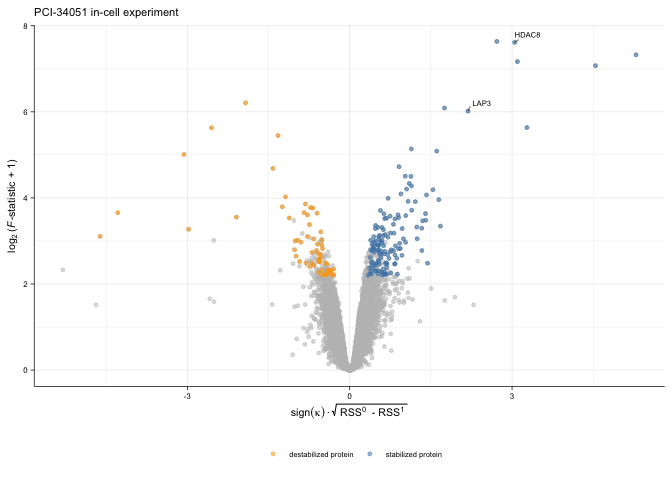 PCI-34051 in-cell experiment
8
HDAC8
6
LAP3
log₂ (F-statistic + 1)
4
2
0
-3
0
3
sign(κ) · √RSS⁰ - RSS¹
destabilized protein
stabilized protein